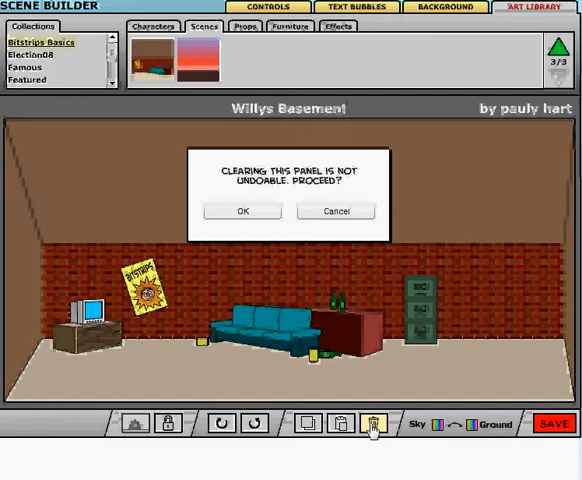 SCENE BUILDER
CONTROLS
TEXT BUBBLES
BACKGROUND
ART LIBRARY
Collections
Characters
Scenes
Props
Furniture
Effects
Bitstrips Basics
Election08
Famous
Featured
3/3
Willys Basement
by pauly hart
CLEARING THIS PANEL IS NOT
UNDOABLE. PROCEED?
OK
Cancel
BITSTRIPS
Sky
Ground
SAVE